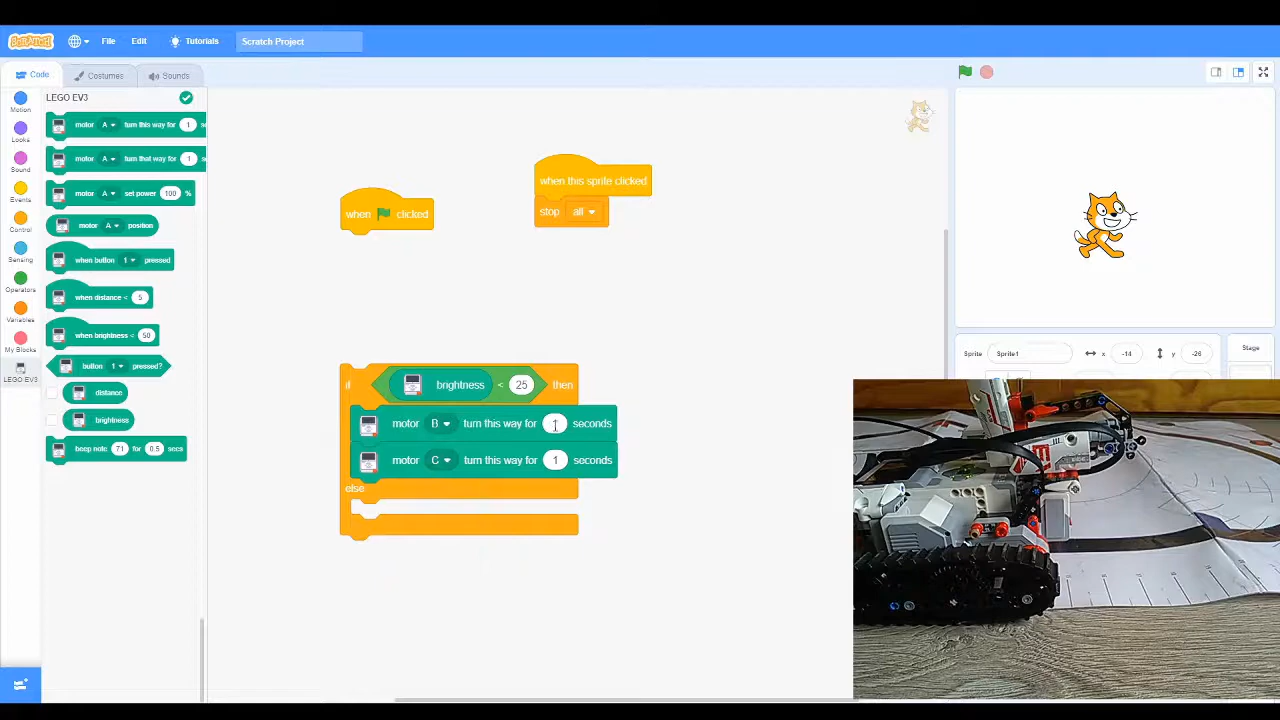 SCRATCH
File
Edit
Tutorials
Scratch Project
Code
Costumes
Sounds
Motion
Looks
Sound
Events
Control
Sensing
Operators
Variables
My Blocks
LEGO EV3
LEGO EV3
motor A turn this way for 1
motor A turn that way for 1
motor A set power 100 %
motor A position
when button 1 pressed
when distance < 5
when brightness < 50
button 1 pressed?
distance
brightness
beep note 71 for 0.5 secs
when clicked
when this sprite clicked
stop all
brightness < 25 then
motor B turn this way for 1 seconds
motor C turn this way for 1 seconds
else
Sprite Sprite1 x -14 y -26
Stage